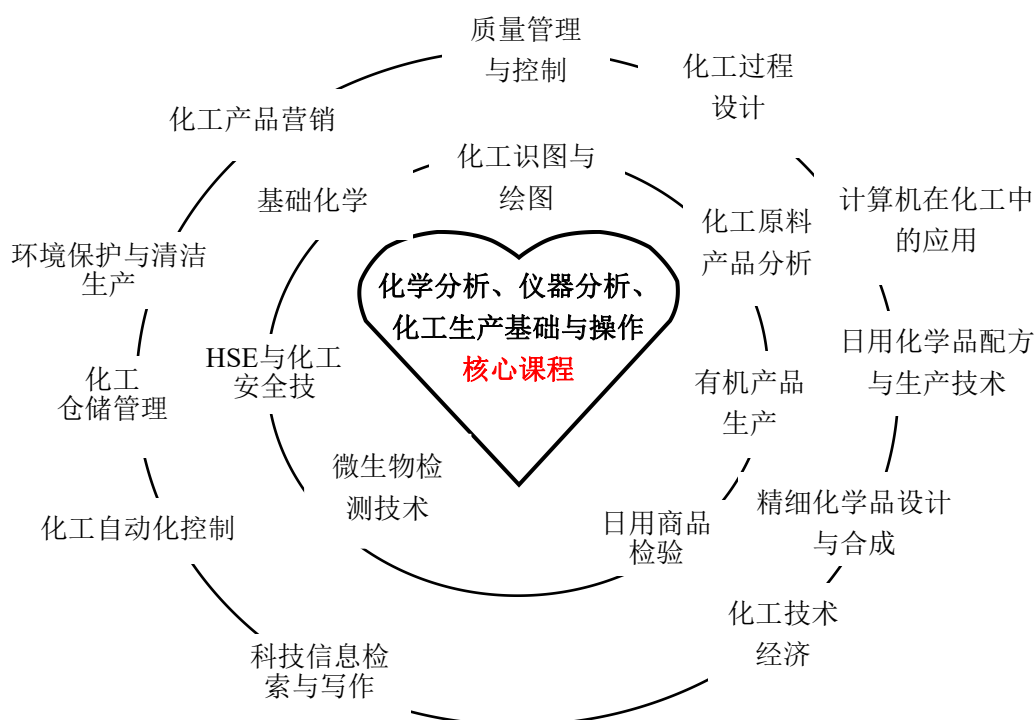 质量管理
与控制
化工过程
设计
化工产品营销
化工识图与
绘图
基础化学
计算机在化工中
的应用
化工原料
产品分析
环境保护与清洁
生产
化学分析、仪器分析、
化工生产基础与操作
核心课程
HSE与化工
安全技
日用化学品配方
与生产技术
化工
仓储管理
有机产品
生产
微生物检
测技术
精细化学品设计
与合成
化工自动化控制
日用商品
检验
化工技术
经济
科技信息检
索与写作